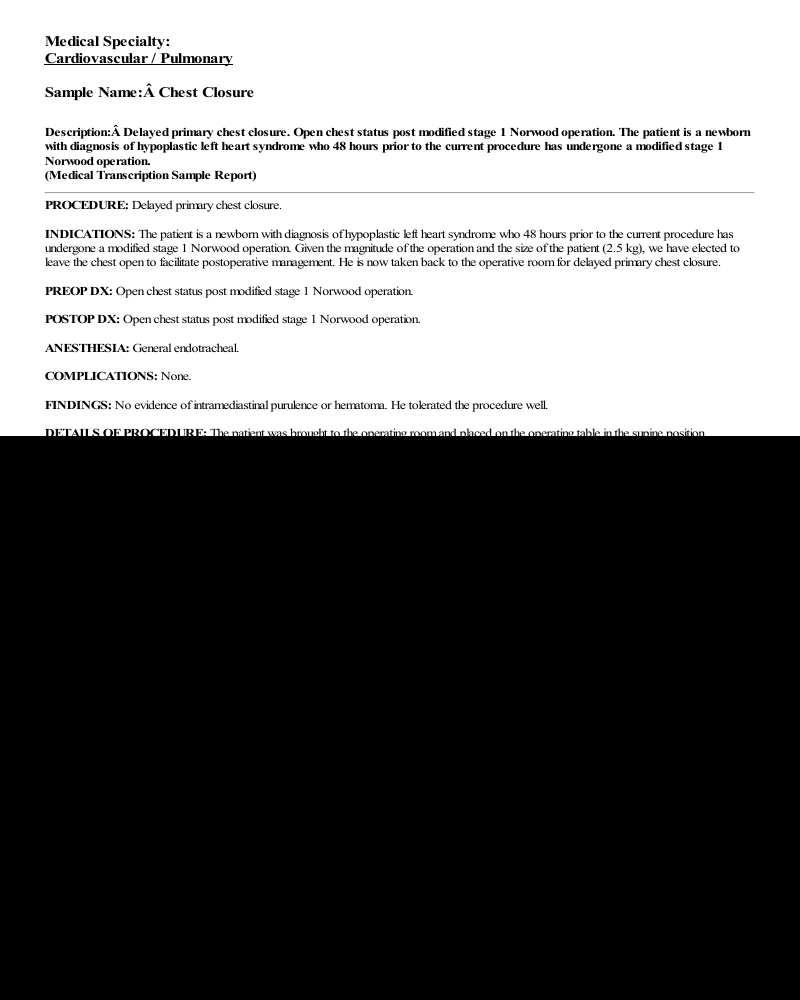 Medical Specialty:
Cardiovascular / Pulmonary
Sample Name:Â Chest Closure
Description:Â Delayed primary chest closure. Open chest status post modified stage 1 Norwood operation. The patient is a newborn
with diagnosis of hypoplastic left heart syndrome who 48 hours prior to the current procedure has undergone a modified stage 1
Norwood operation.
(Medical Transcription Sample Report)
PROCEDURE: Delayed primary chest closure.
INDICATIONS: The patient is a newborn with diagnosis of hypoplastic left heart syndrome who 48 hours prior to the current procedure has
undergone a modified stage 1 Norwood operation. Given the magnitude of the operation and the size of the patient (2.5 kg), we have elected to
leave the chest open to facilitate postoperative management. He is now taken back to the operative room for delayed primary chest closure.
PREOP DX: Open chest status post modified stage 1 Norwood operation.
POSTOP DX: Open chest status post modified stage 1 Norwood operation.
ANESTHESIA: General endotracheal.
COMPLICATIONS: None.
FINDINGS: No evidence of intramediastinal purulence or hematoma. He tolerated the procedure well.
DETAILS OF PROCEDURE: The patient was brought to the operating room and placed on the operating table in the supine position.